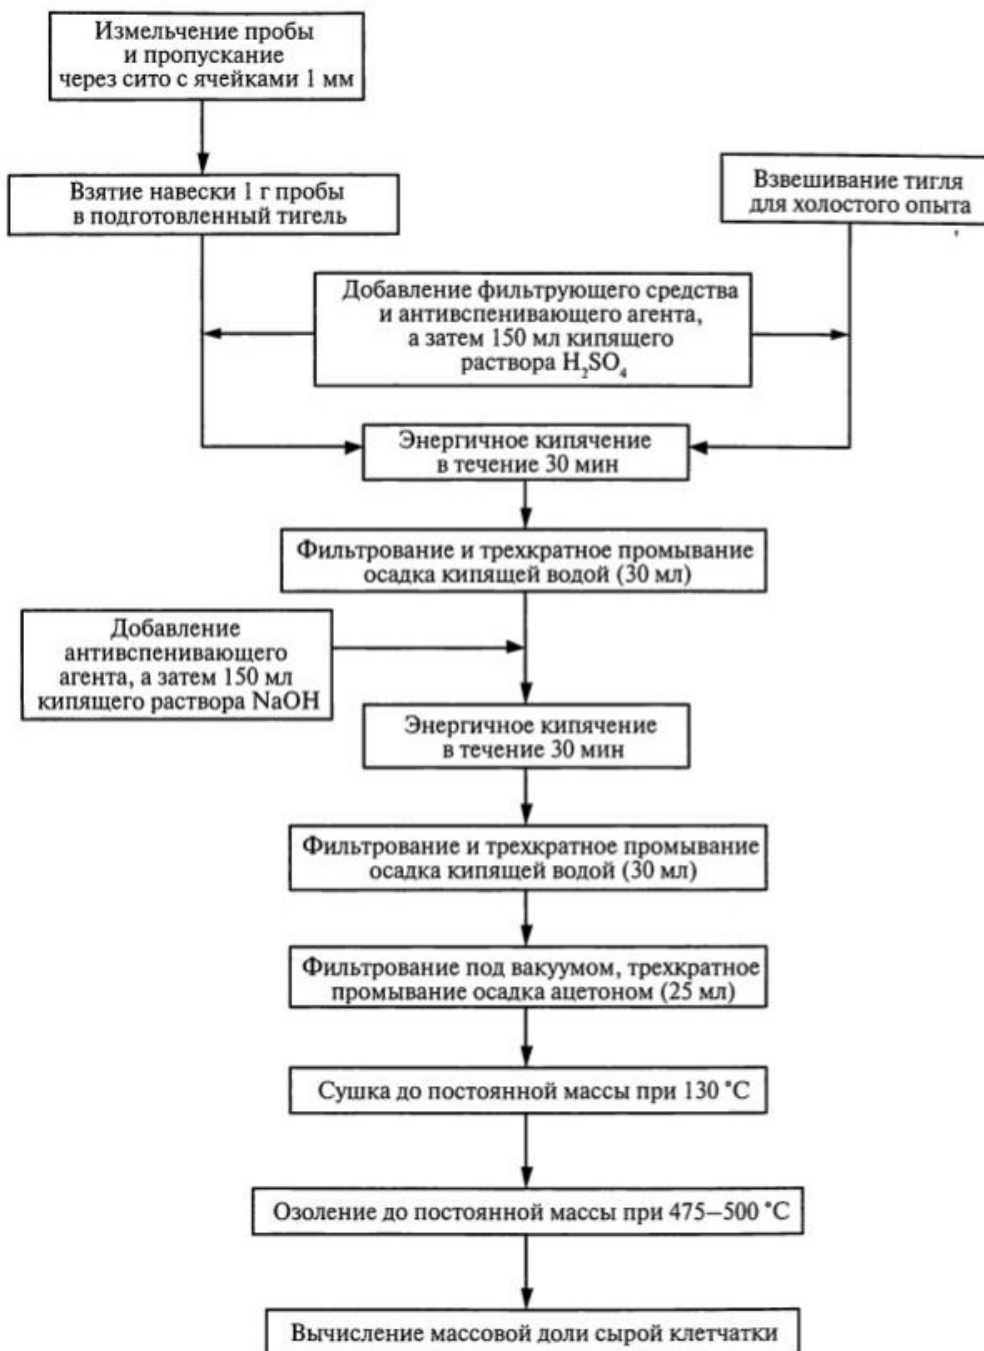 Измельчение пробы
и пропускание
через сито с ячейками 1 мм
Взятие навески 1 г пробы
в подготовленный тигель
Взвешивание тигля
для холостого опыта
Добавление фильтрующего средства
и антивспенивающего агента,
а затем 150 мл кипящего
раствора H₂SO₄
Энергичное кипячение
в течение 30 мин
Фильтрование и трехкратное промывание
осадка кипящей водой (30 мл)
Добавление
антивспенивающего
агента, а затем 150 мл
кипящего раствора NaOH
Энергичное кипячение
в течение 30 мин
Фильтрование и трехкратное промывание
осадка кипящей водой (30 мл)
Фильтрование под вакуумом, трехкратное
промывание осадка ацетоном (25 мл)
Сушка до постоянной массы при 130 °C
Озоление до постоянной массы при 475–500 °C
Вычисление массовой доли сырой клетчатки